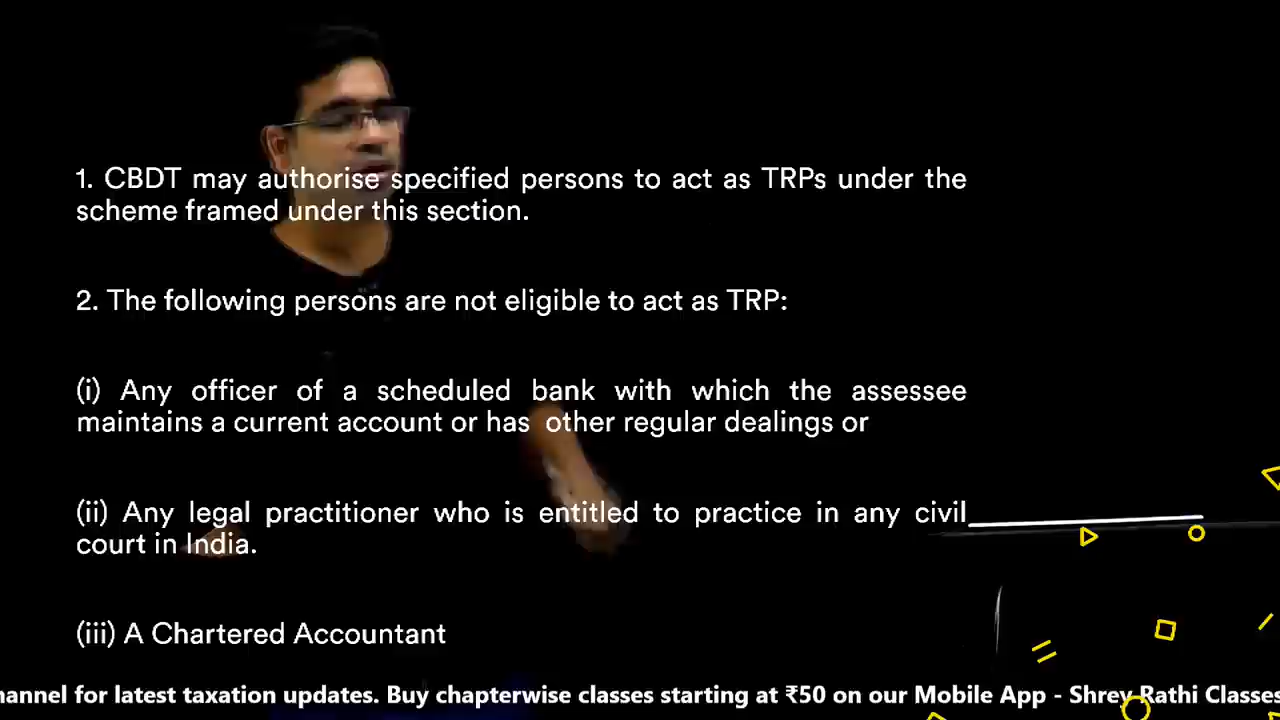 1. CBDT may authorise specified persons to act as TRPs under the
scheme framed under this section.
2. The following persons are not eligible to act as TRP:
(i) Any officer of a scheduled bank with which the assessee
maintains a current account or has other regular dealings or
(ii) Any legal practitioner who is entitled to practice in any civil
court in India.
(iii) A Chartered Accountant
hannel for latest taxation updates. Buy chapterwise classes starting at ₹50 on our Mobile App - Shrey Rathi Classes